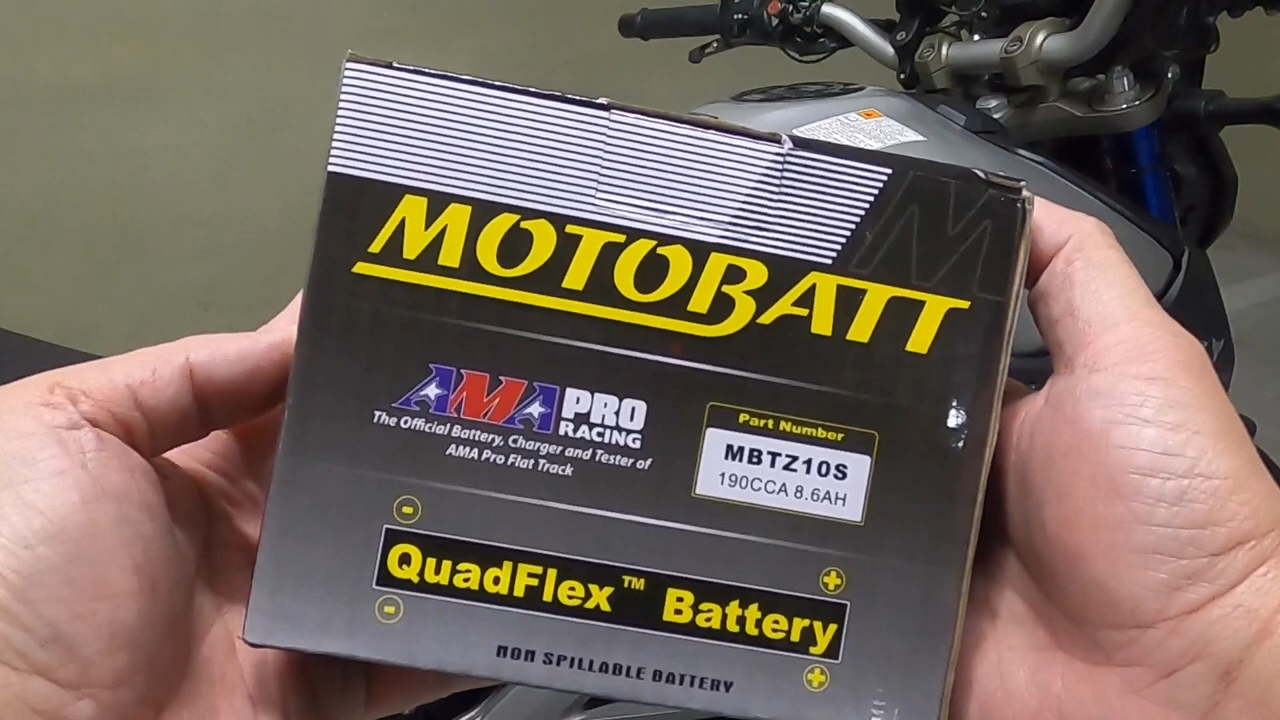 MOTOBATT
AMA PRO
RACING
The Official Battery, Charger and Tester of
AMA Pro Flat Track
Part Number
MBTZ10S
190CCA 8.6AH
QuadFlex™ Battery
NON SPILLABLE BATTERY